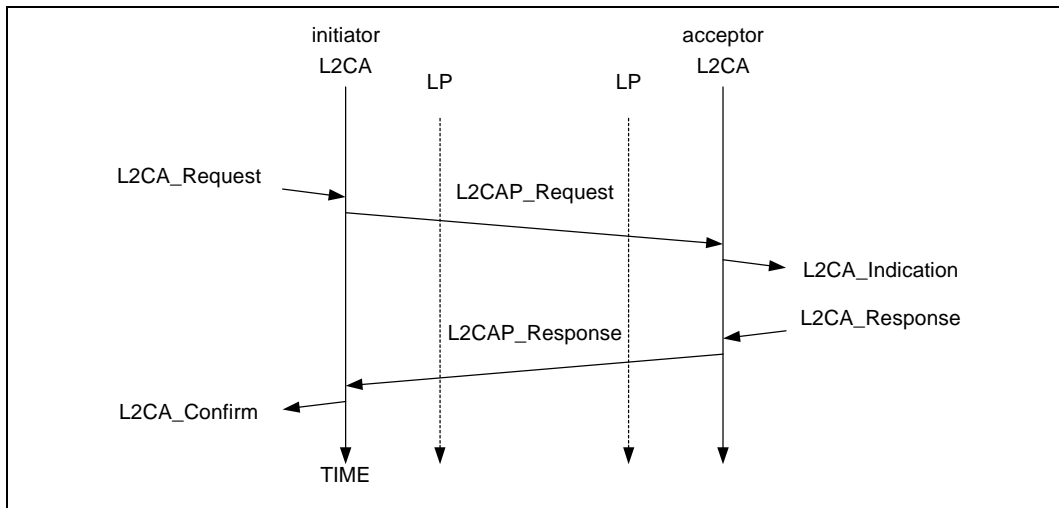 initiator
L2CA
LP
LP
acceptor
L2CA
L2CA_Request
L2CAP_Request
L2CA_Indication
L2CA_Response
L2CAP_Response
L2CA_Confirm
TIME